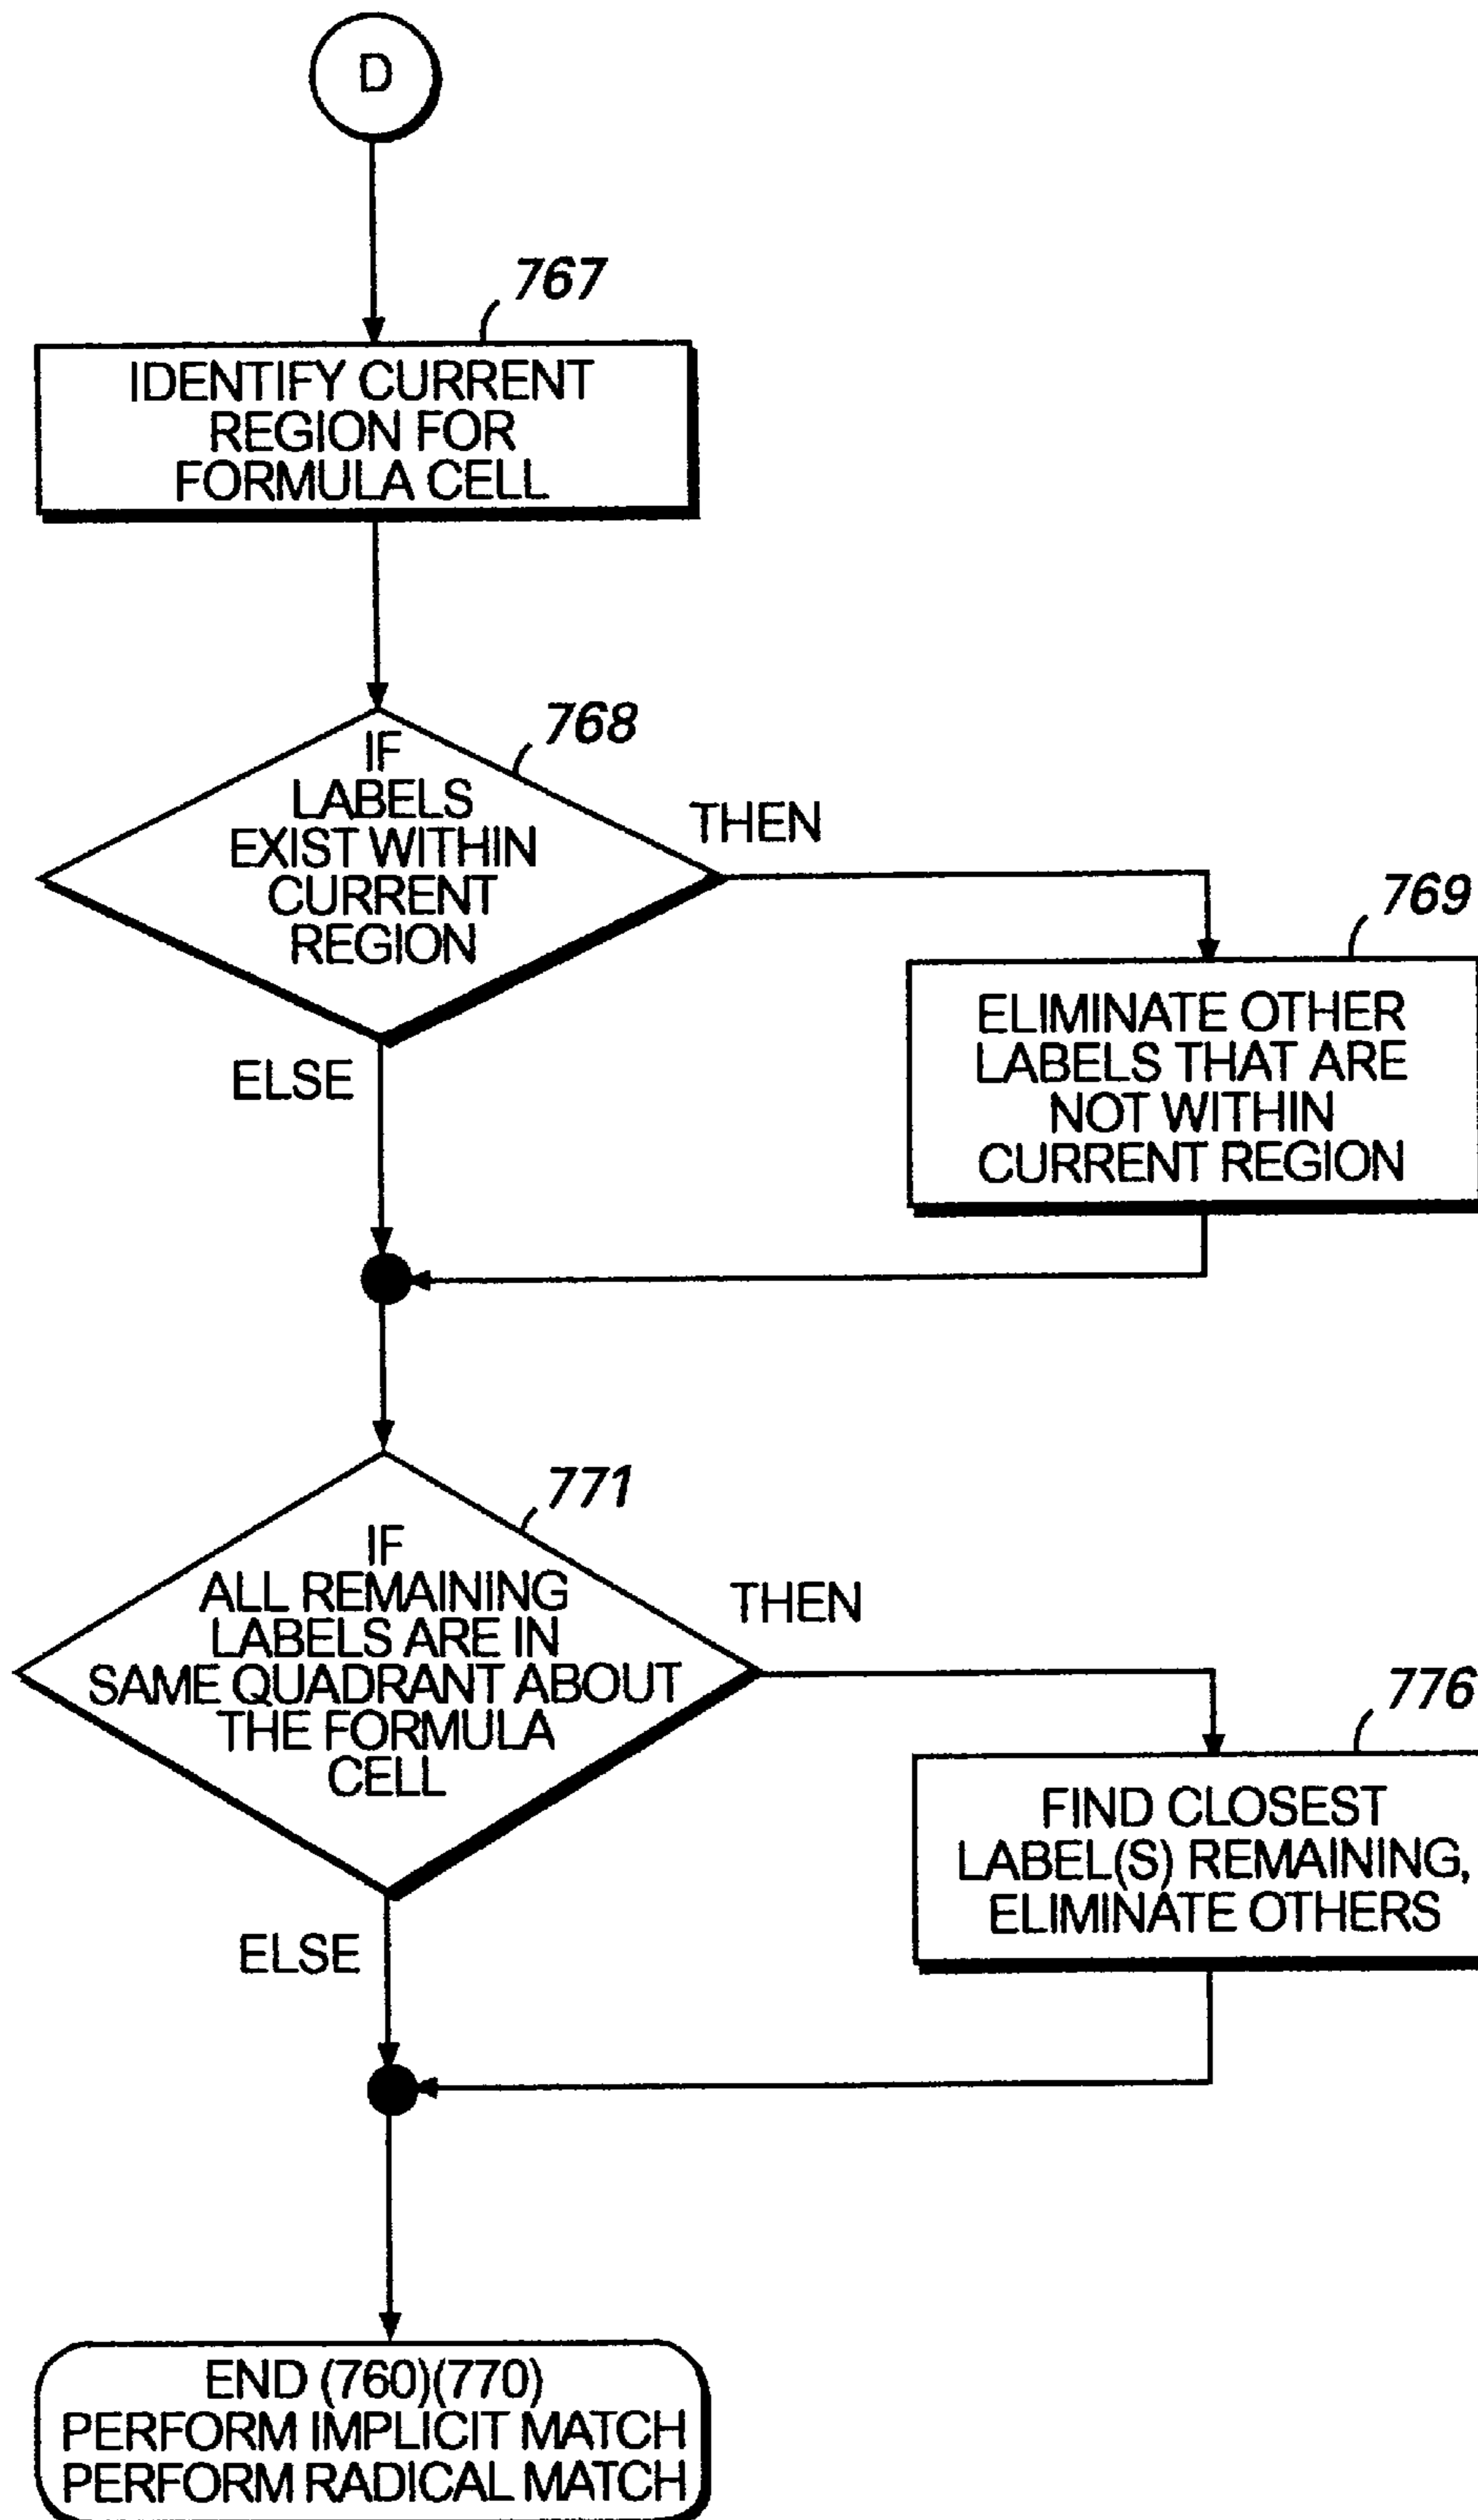 D
767
IDENTIFY CURRENT
REGION FOR
FORMULA CELL
768
IF
LABELS
EXIST WITHIN
CURRENT
REGION
THEN
769
ELIMINATE OTHER
LABELS THAT ARE
NOT WITHIN
CURRENT REGION
ELSE
771
IF
ALL REMAINING
LABELS ARE IN
SAME QUADRANT ABOUT
THE FORMULA
CELL
THEN
776
FIND CLOSEST
LABEL(S) REMAINING,
ELIMINATE OTHERS
ELSE
END (760)(770)
PERFORM IMPLICIT MATCH
PERFORM RADICAL MATCH